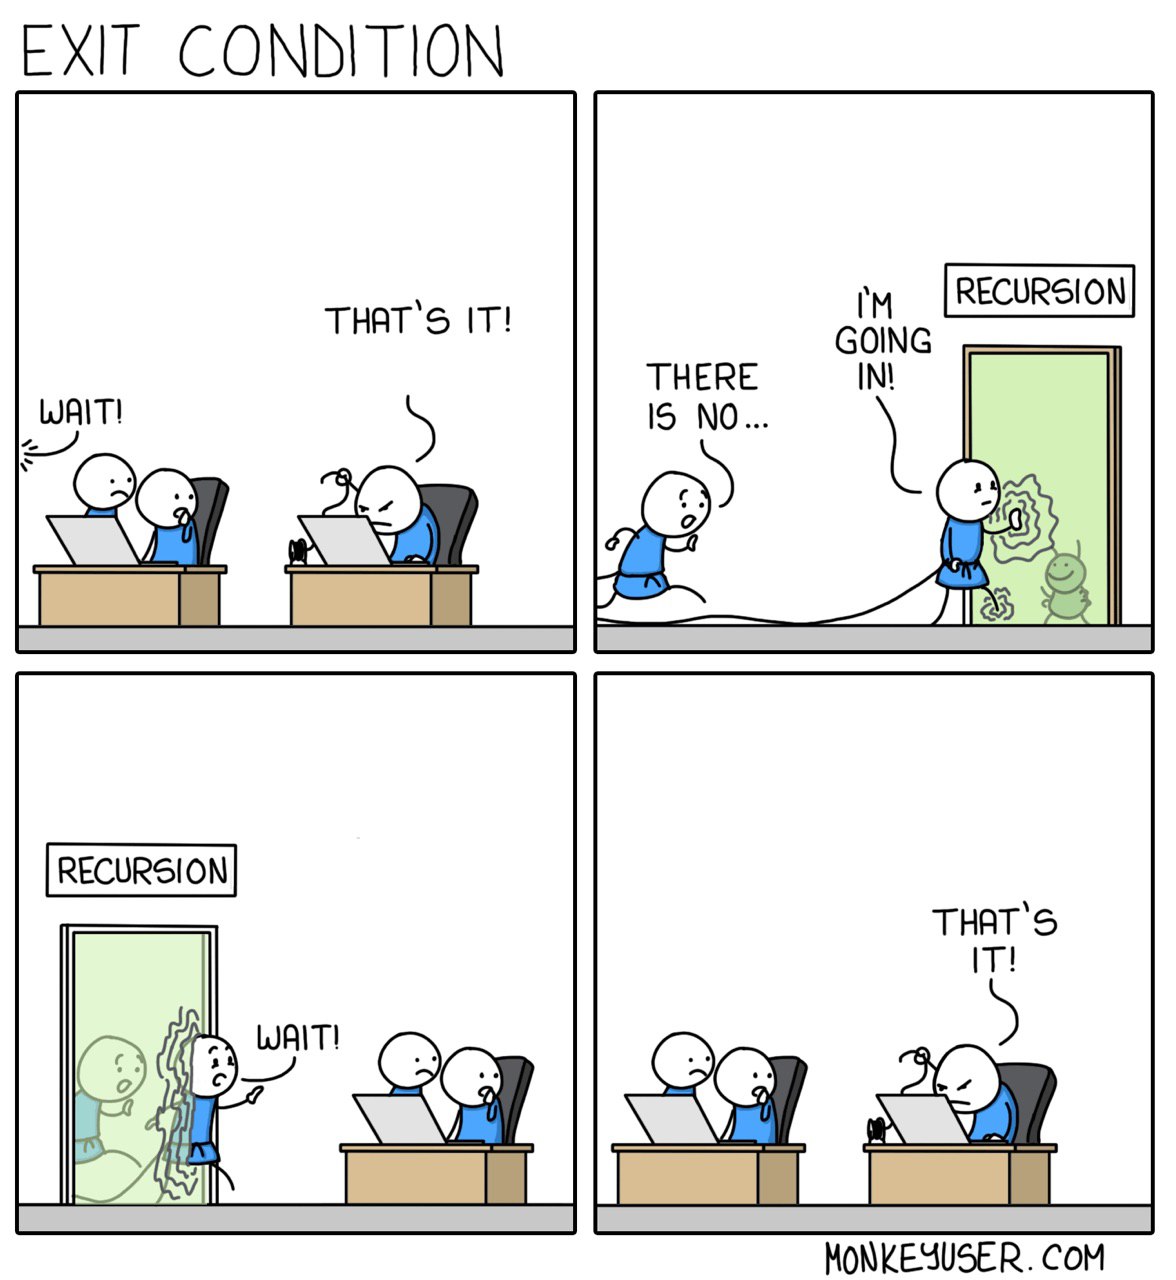 EXIT CONDITION
WAIT!
THAT'S IT!
THERE
IS NO...
I'M
GOING
IN!
RECURSION
RECURSION
WAIT!
THAT'S
IT!
MONKEYUSER.COM